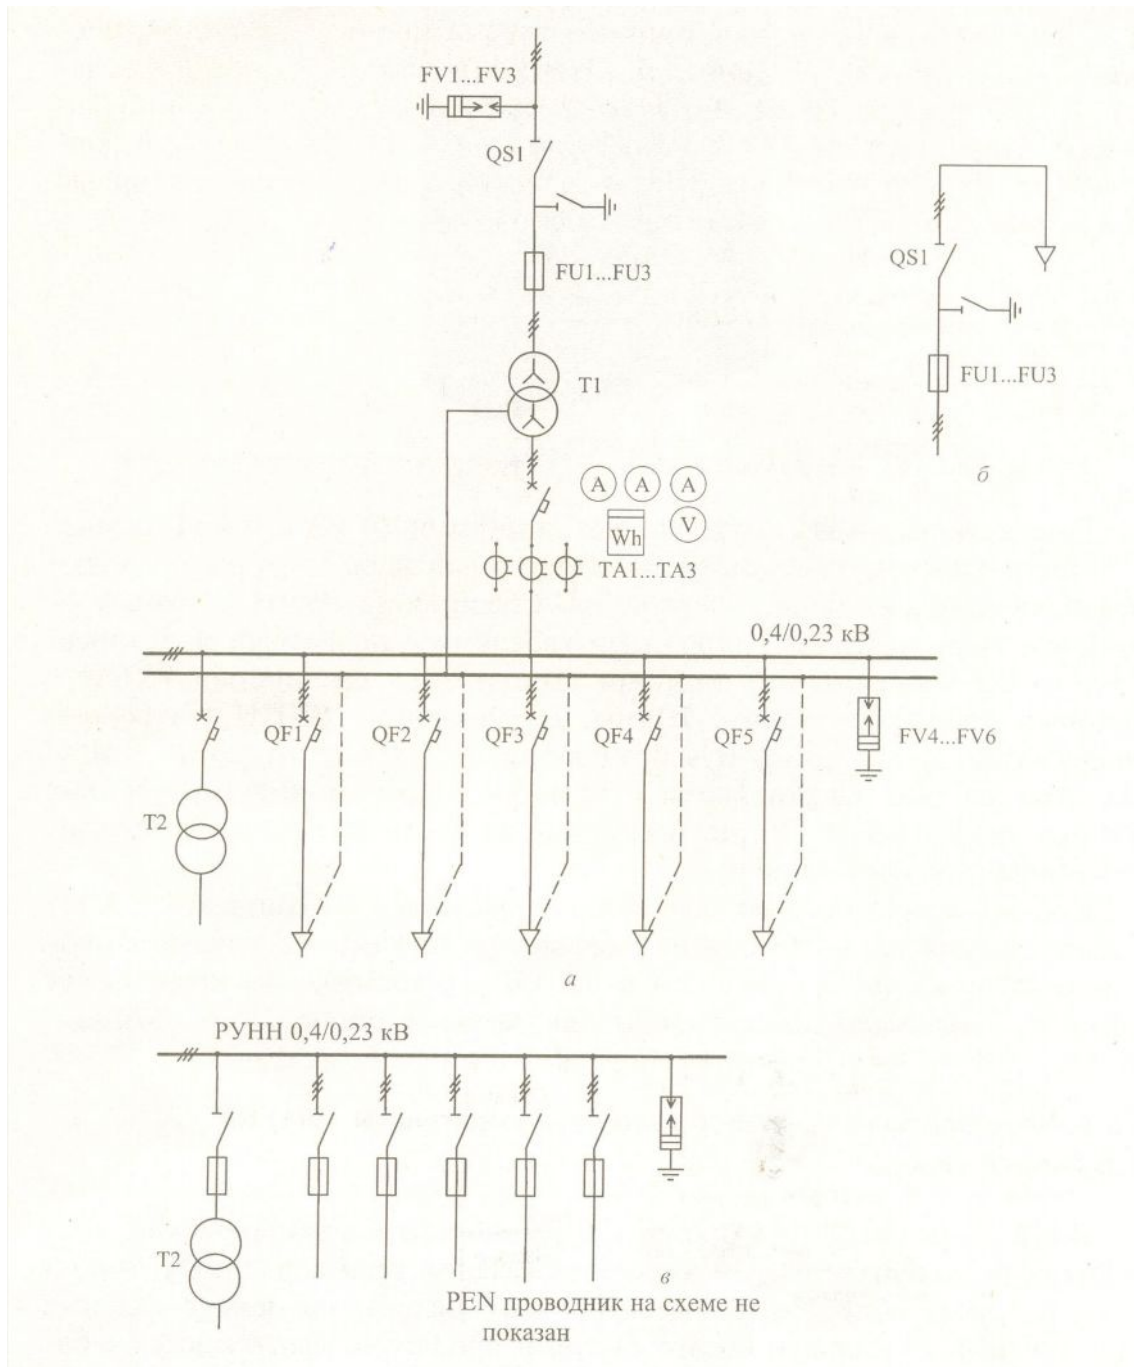 FV1...FV3
QS1
FU1...FU3
T1
A A A
V
Wh
TA1...TA3
0,4/0,23 кВ
QF1 QF2 QF3 QF4 QF5 FV4...FV6
T2
а
QS1
FU1...FU3
б
РУНН 0,4/0,23 кВ
T2
в
PEN проводник на схеме не
показан